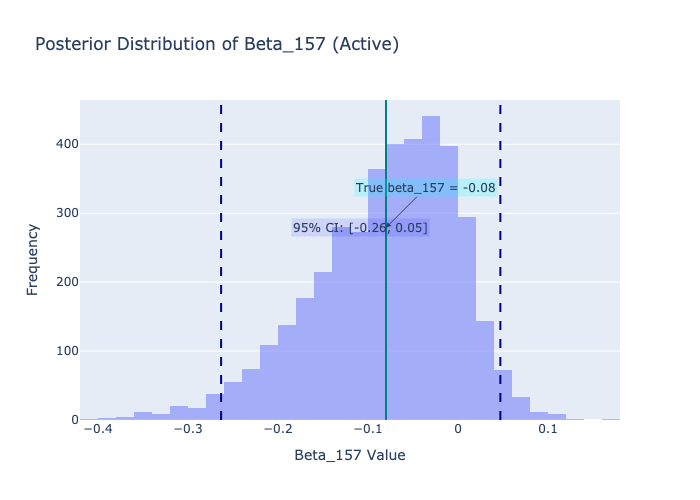 Posterior Distribution of Beta_157 (Active)
400
300
200
100
0
Frequency
True beta_157 = -0.08
95% CI: [-0.26, 0.05]
−0.4
−0.3
−0.2
−0.1
0
0.1
Beta_157 Value